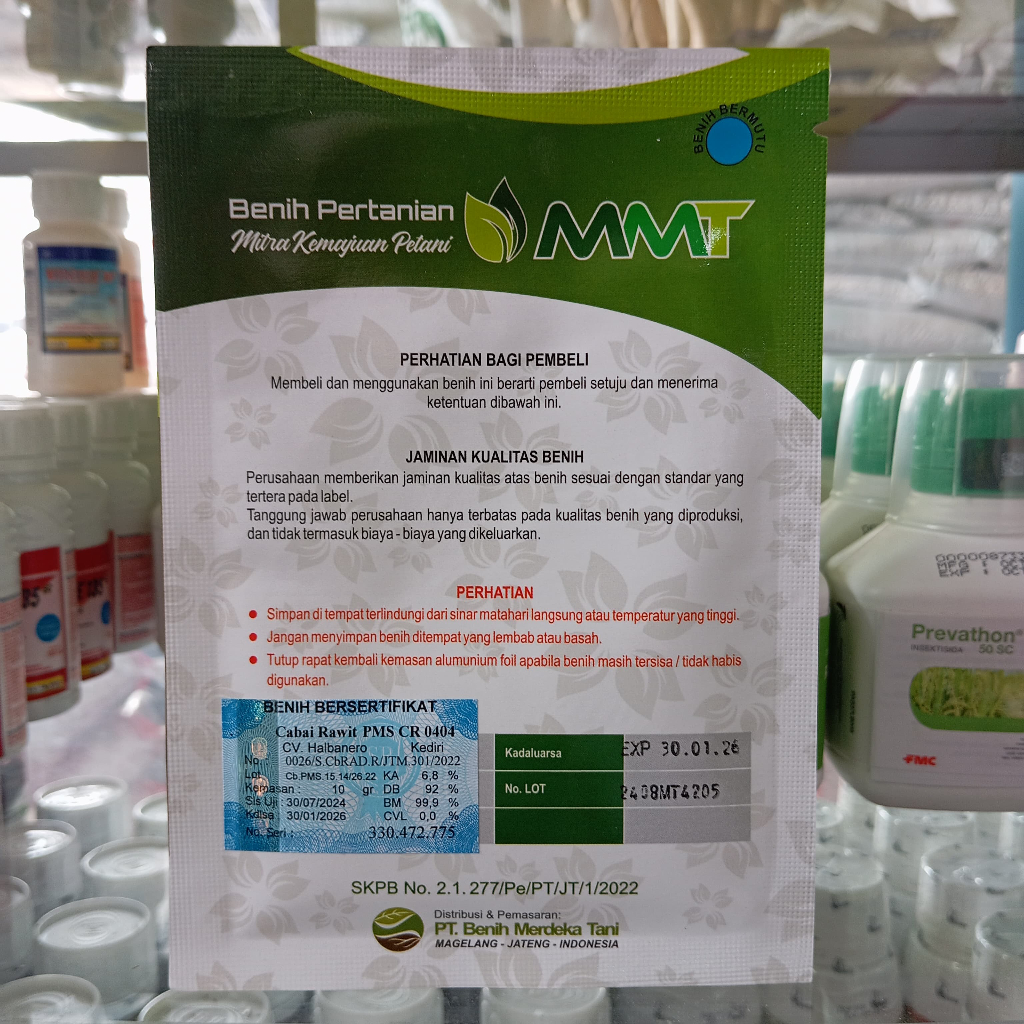 BENIH BERMUTU
Benih Pertanian
Mitra Kemajuan Petani
MMT
PERHATIAN BAGI PEMBELI
Membeli dan menggunakan benih ini berarti pembeli setuju dan menerima
ketentuan dibawah ini.
JAMINAN KUALITAS BENIH
Perusahaan memberikan jaminan kualitas atas benih sesuai dengan standar yang
tertera pada label.
Tanggung jawab perusahaan hanya terbatas pada kualitas benih yang diproduksi,
dan tidak termasuk biaya - biaya yang dikeluarkan.
PERHATIAN
Simpan di tempat terlindungi dari sinar matahari langsung atau temperatur yang tinggi.
Jangan menyimpan benih ditempat yang lembab atau basah.
Tutup rapat kembali kemasan alumunium foil apabila benih masih tersisa / tidak habis
digunakan.
BENIH BERSERTIFIKAT
Cabai Rawit PMS CR 0404
CV. Halbanero Kediri
No : 0026/S.CbRAD.R/JTM.301/2022
Lot Cb.PMS.15.14/26.22 KA 6,8 %
Kemasan : 10 gr DB 92 %
Sls Uji : 30/07/2024 BM 99,9 %
Kdlsa : 30/01/2026 CVL 0,0 %
No. Seri : 330.472.775
Kadaluarsa EXP 30.01.26
No. LOT 2408MT4205
SKPB No. 2.1. 277/Pe/PT/JT/1/2022
Distribusi & Pemasaran:
PT. Benih Merdeka Tani
MAGELANG - JATENG - INDONESIA
Prevathon®
INSEKTISIDA 50 SC
FMC